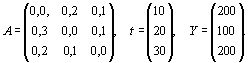 A = ( 0,0, 0,2 0,1
0,3 0,0 0,1
0,2 0,1 0,0 ), t = ( 10
20
30 ), Y = ( 200
100
200 ).